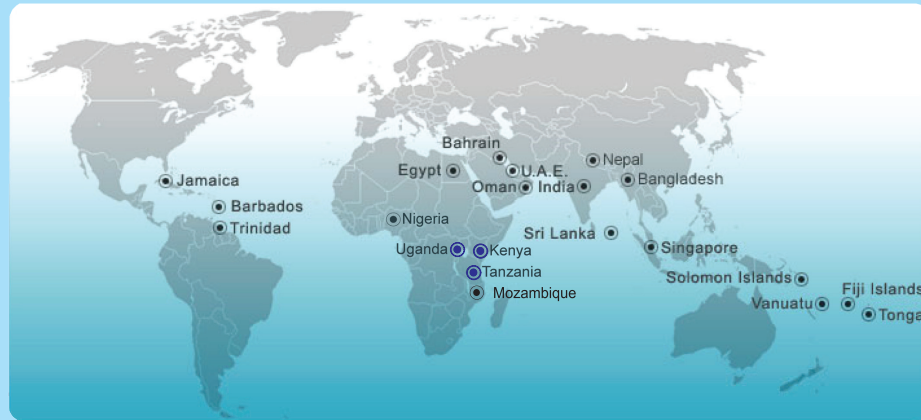 Bahrain
Nepal
Egypt
U.A.E.
Jamaica
Oman
India
Bangladesh
Barbados
Nigeria
Trinidad
Sri Lanka
Uganda
Kenya
Singapore
Tanzania
Solomon Islands
Mozambique
Fiji Islands
Vanuatu
Tonga